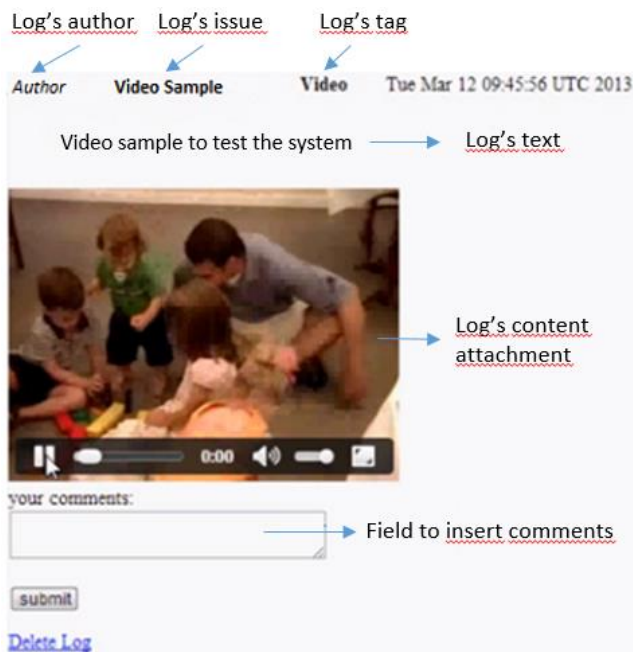 Log's author Log's issue Log's tag
Author Video Sample Video Tue Mar 12 09:45:56 UTC 2013
Video sample to test the system Log's text
Log's content
attachment
0:00
your comments:
Field to insert comments
submit
Delete Log